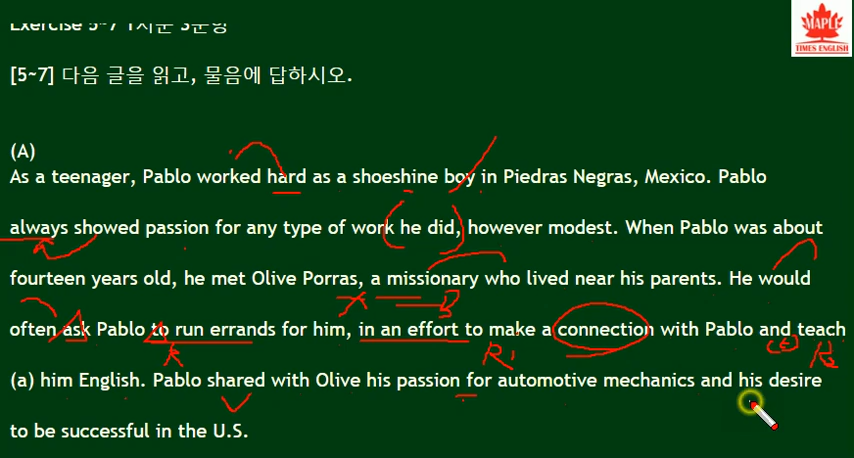 Exercise 5~7 1지문 3문항
MAPLE
TIMES ENGLISH
[5~7] 다음 글을 읽고, 물음에 답하시오.
(A)
As a teenager, Pablo worked hard as a shoeshine boy in Piedras Negras, Mexico. Pablo
always showed passion for any type of work he did, however modest. When Pablo was about
fourteen years old, he met Olive Porras, a missionary who lived near his parents. He would
often ask Pablo to run errands for him, in an effort to make a connection with Pablo and teach
R R1 (t) R2
(a) him English. Pablo shared with Olive his passion for automotive mechanics and his desire
to be successful in the U.S.